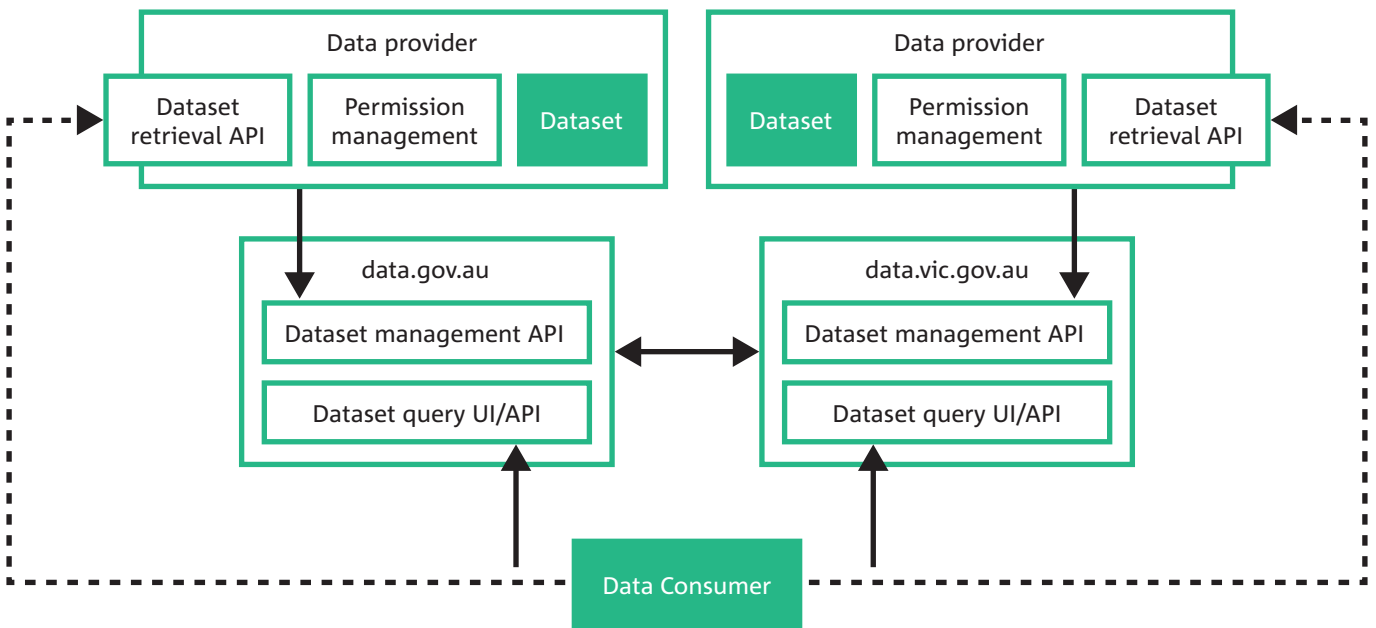 Data provider
Dataset
retrieval API
Permission
management
Dataset
Data provider
Dataset
Permission
management
Dataset
retrieval API
data.gov.au
Dataset management API
Dataset query UI/API
data.vic.gov.au
Dataset management API
Dataset query UI/API
Data Consumer